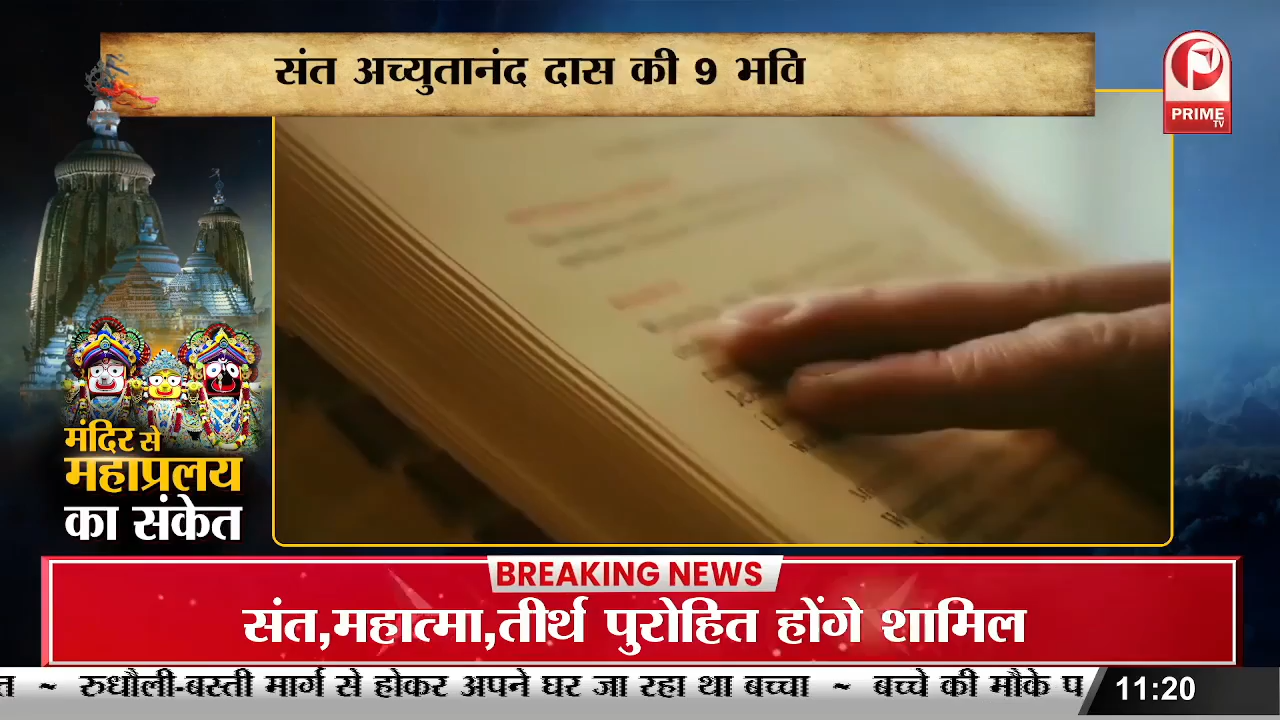 संत अच्युतानंद दास की 9 भवि
PRIME
TV
मंदिर से
महाप्रलय
का संकेत
BREAKING NEWS
संत,महात्मा,तीर्थ पुरोहित होंगे शामिल
त ~ रुधौली-बस्ती मार्ग से होकर अपने घर जा रहा था बच्चा ~ बच्चे की मौके प
11:20